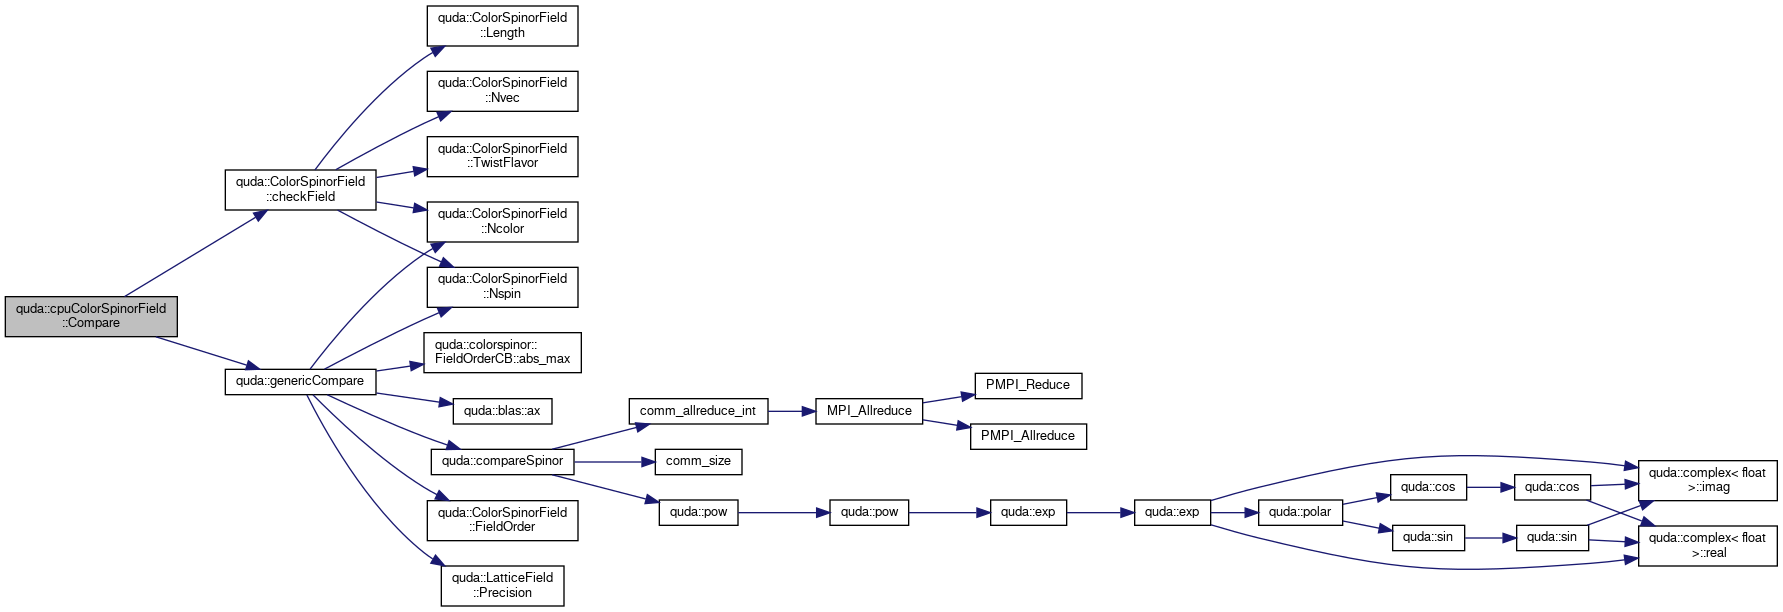 quda::cpuColorSpinorField
::Compare
quda::ColorSpinorField
::checkField
quda::genericCompare
quda::ColorSpinorField
::Length
quda::ColorSpinorField
::Nvec
quda::ColorSpinorField
::TwistFlavor
quda::ColorSpinorField
::Ncolor
quda::ColorSpinorField
::Nspin
quda::colorspinor::
FieldOrderCB::abs_max
quda::blas::ax
quda::compareSpinor
quda::ColorSpinorField
::FieldOrder
quda::LatticeField
::Precision
comm_allreduce_int
comm_size
quda::pow
MPI_Allreduce
quda::pow
PMPI_Reduce
PMPI_Allreduce
quda::exp
quda::exp
quda::polar
quda::cos
quda::sin
quda::cos
quda::sin
quda::complex< float
>::imag
quda::complex< float
>::real